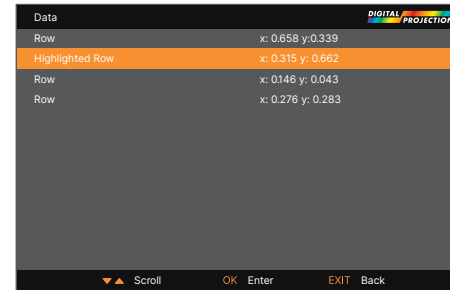 Data DIGITAL PROJECTION
Row x: 0.658 y:0.339
Highlighted Row x: 0.315 y: 0.662
Row x: 0.146 y: 0.043
Row x: 0.276 y: 0.283
Scroll OK Enter EXIT Back